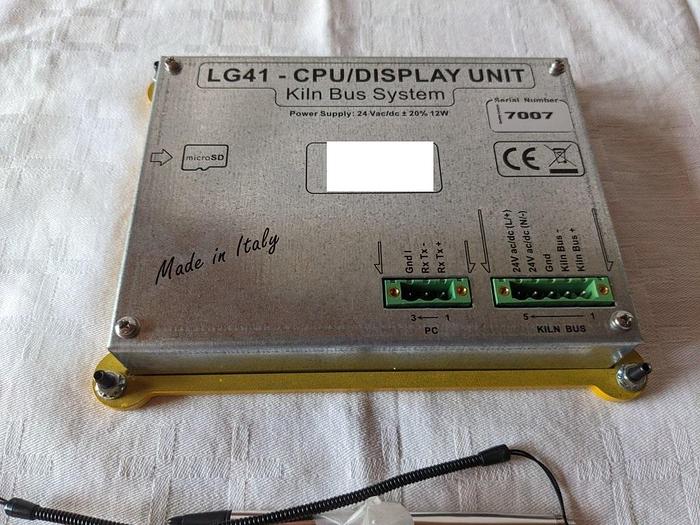 LG41 - CPU/DISPLAY UNIT
Kiln Bus System
Power Supply: 24 Vac/dc ± 20% 12W
Serial Number
7007
microSD
CE
Made in Italy
Gnd I
Rx Tx -
Rx Tx +
24V ac/dc (L/+)
24V ac/dc (N/-)
Gnd
Kiln Bus -
Kiln Bus +
3 ← 1
PC
5 ← 1
KILN BUS